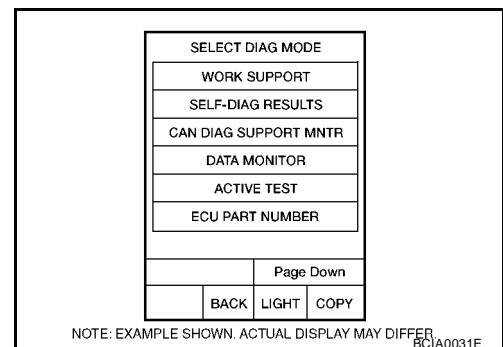 SELECT DIAG MODE
WORK SUPPORT
SELF-DIAG RESULTS
CAN DIAG SUPPORT MNTR
DATA MONITOR
ACTIVE TEST
ECU PART NUMBER
Page Down
BACK LIGHT COPY
NOTE: EXAMPLE SHOWN. ACTUAL DISPLAY MAY DIFFER.
BCIA0031E